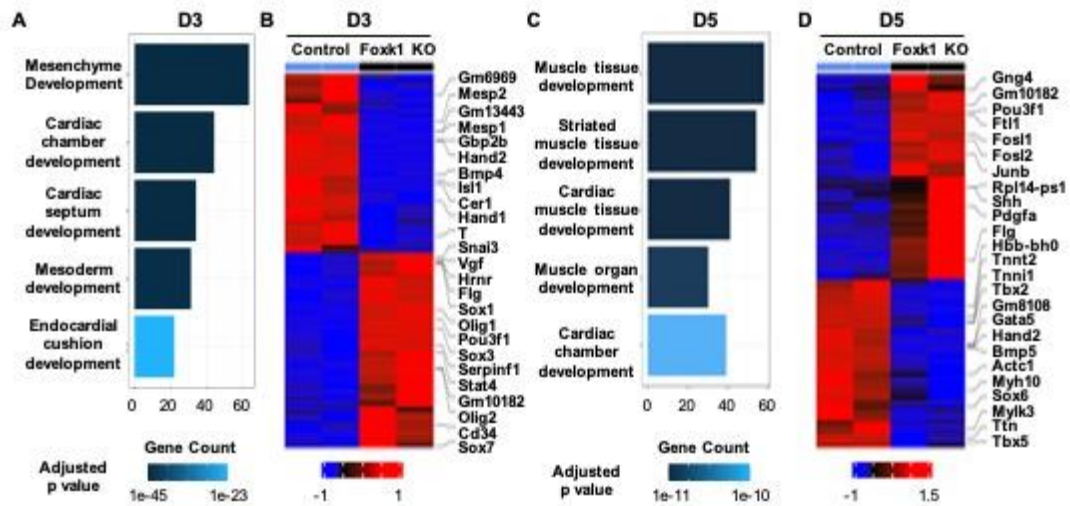 A
D3
Mesenchyme
Development
Cardiac
chamber
development
Cardiac
septum
development
Mesoderm
development
Endocardial
cushion
development
0 20 40 60
Gene Count
Adjusted
p value
1e-45 1e-23
B
D3
Control Foxk1 KO
Gm6969
Mesp2
Gm13443
Mesp1
Gbp2b
Hand2
Bmp4
Isl1
Cer1
Hand1
T
Snai3
Vgf
Hrnr
Flg
Sox1
Olig1
Pou3f1
Sox3
Serpinf1
Stat4
Gm10182
Olig2
Cd34
Sox7
-1 1
C
D5
Muscle tissue
development
Striated
muscle tissue
development
Cardiac
muscle tissue
development
Muscle organ
development
Cardiac
chamber
development
0 20 40 60
Gene Count
Adjusted
p value
1e-11 1e-10
D
D5
Control Foxk1 KO
Gng4
Gm10182
Pou3f1
Ftl1
Fosl1
Fosl2
Junb
Rpl14-ps1
Shh
Pdgfa
Flg
Hbb-bh0
Tnnt2
Tnni1
Tbx2
Gm8108
Gata5
Hand2
Bmp5
Actc1
Myh10
Sox6
Mylk3
Ttn
Tbx5
-1 1.5